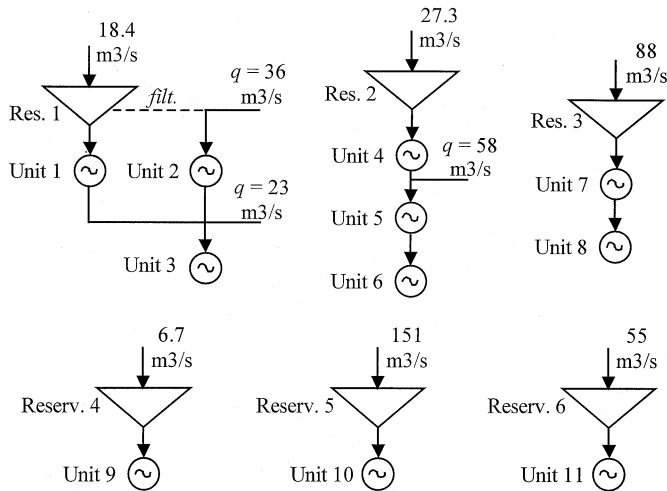 18.4
m3/s
Res. 1
filt.
q = 36
m3/s
Unit 1
Unit 2
q = 23
m3/s
Unit 3
27.3
m3/s
Res. 2
Unit 4
q = 58
m3/s
Unit 5
Unit 6
88
m3/s
Res. 3
Unit 7
Unit 8
6.7
m3/s
Reserv. 4
Unit 9
151
m3/s
Reserv. 5
Unit 10
55
m3/s
Reserv. 6
Unit 11